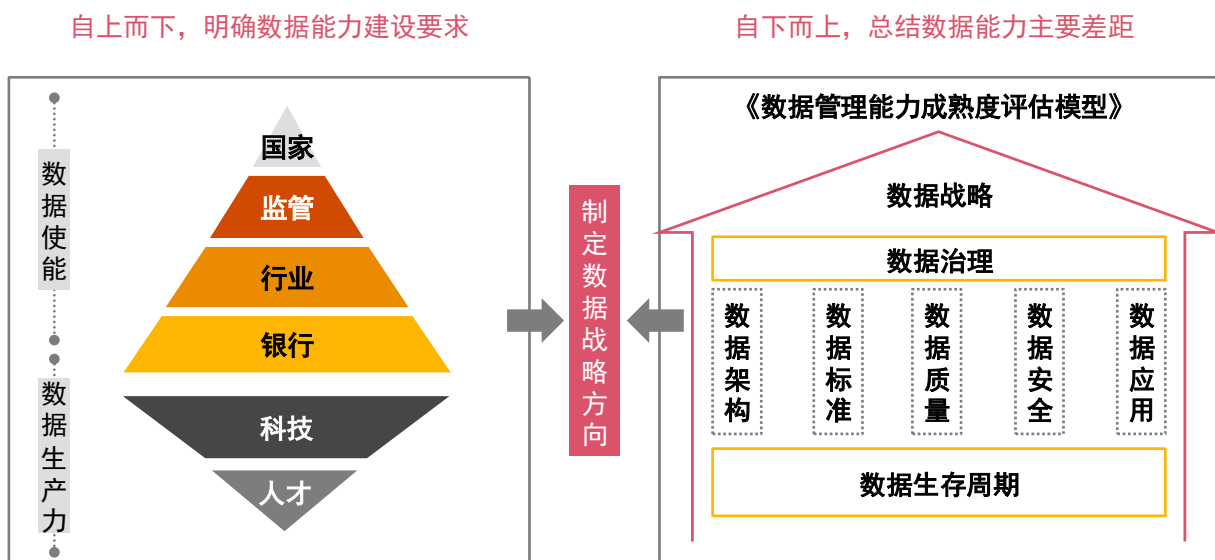 自上而下，明确数据能力建设要求
数据使能
数据生产力
国家
监管
行业
银行
科技
人才
制定数据战略方向
自下而上，总结数据能力主要差距
《数据管理能力成熟度评估模型》
数据战略
数据治理
数据架构
数据标准
数据质量
数据安全
数据应用
数据生存周期